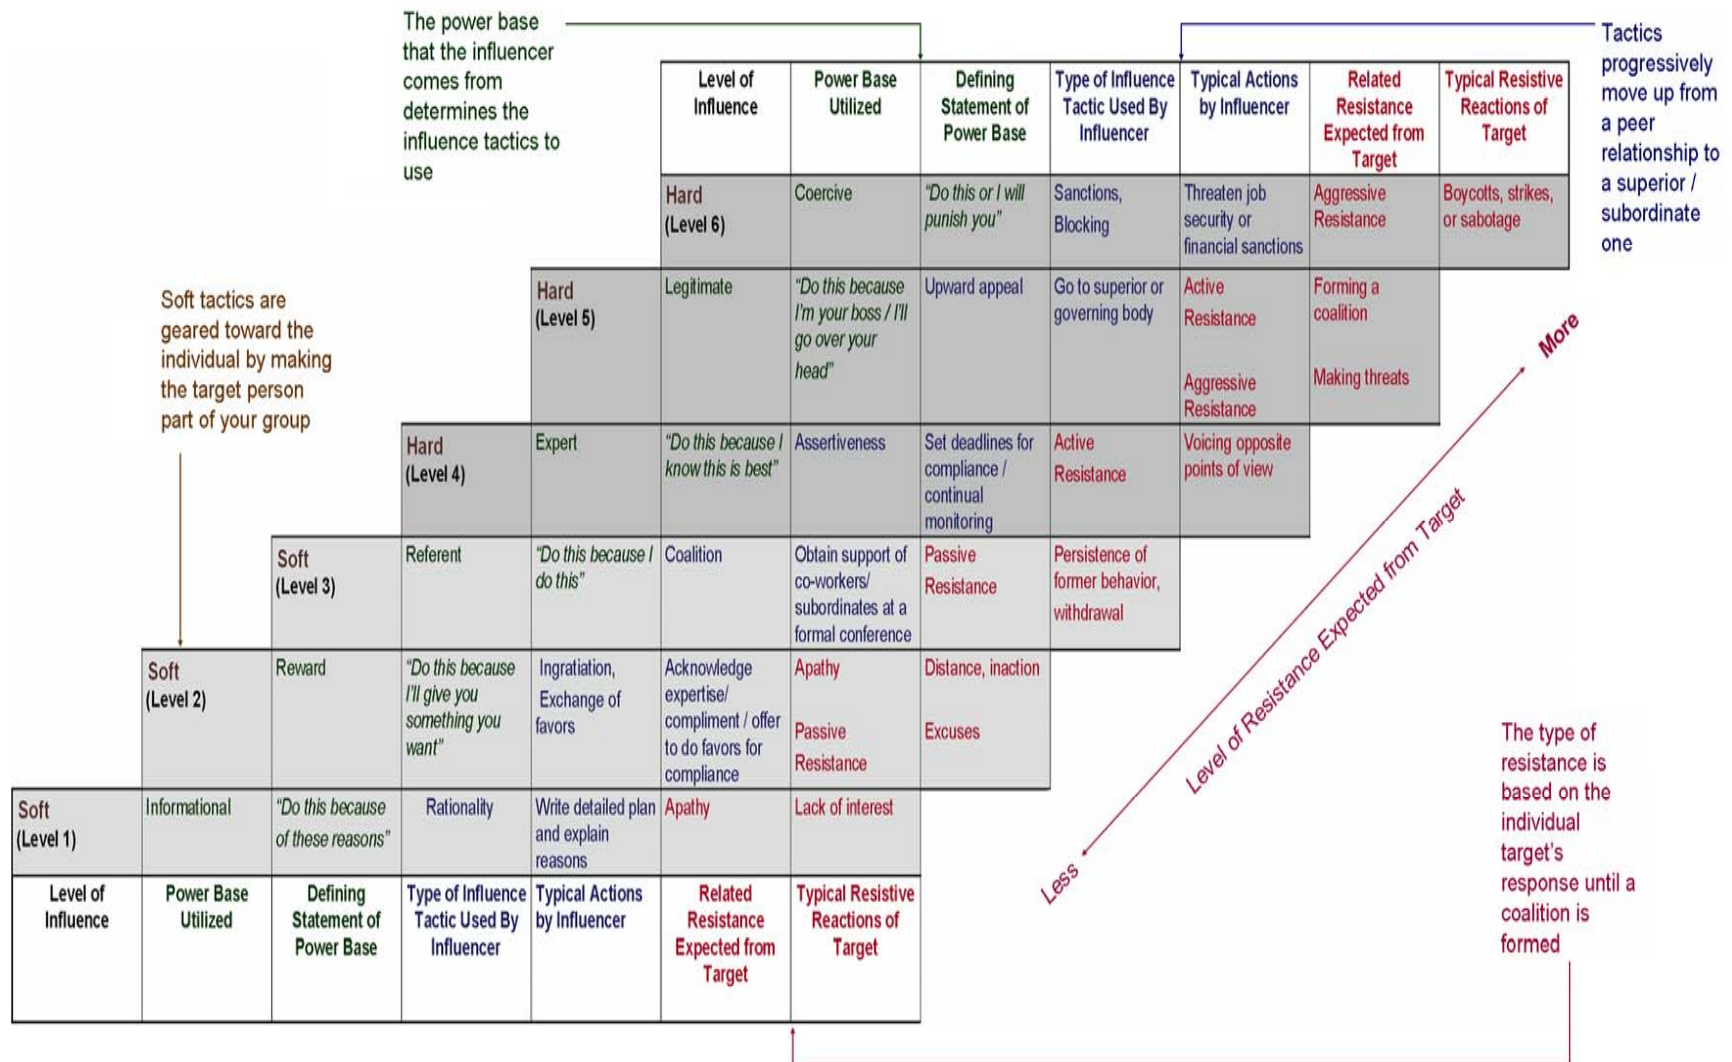 The power base
that the influencer
comes from
determines the
influence tactics to
use
Tactics
progressively
move up from
a peer
relationship to
a superior /
subordinate
one
Level of
Influence
Power Base
Utilized
Defining
Statement of
Power Base
Type of Influence
Tactic Used By
Influencer
Typical Actions
by Influencer
Related
Resistance
Expected from
Target
Typical Resistive
Reactions of
Target
Hard
(Level 6)
Coercive
“Do this or I will
punish you”
Sanctions,
Blocking
Threaten job
security or
financial sanctions
Aggressive
Resistance
Boycotts, strikes,
or sabotage
Hard
(Level 5)
Legitimate
“Do this because
I'm your boss / I'll
go over your
head”
Upward appeal
Go to superior or
governing body
Active
Resistance
Aggressive
Resistance
Forming a
coalition
Making threats
Soft tactics are
geared toward the
individual by making
the target person
part of your group
Hard
(Level 4)
Expert
“Do this because I
know this is best”
Assertiveness
Set deadlines for
compliance /
continual
monitoring
Active
Resistance
Voicing opposite
points of view
Soft
(Level 3)
Referent
“Do this because I
do this”
Coalition
Obtain support of
co-workers/
subordinates at a
formal conference
Passive
Resistance
Persistence of
former behavior,
withdrawal
Soft
(Level 2)
Reward
“Do this because
I'll give you
something you
want”
Ingratiation,
Exchange of
favors
Acknowledge
expertise/
compliment / offer
to do favors for
compliance
Apathy
Passive
Resistance
Distance, inaction
Excuses
Soft
(Level 1)
Informational
“Do this because
of these reasons”
Rationality
Write detailed plan
and explain
reasons
Apathy
Lack of interest
Level of
Influence
Power Base
Utilized
Defining
Statement of
Power Base
Type of Influence
Tactic Used By
Influencer
Typical Actions
by Influencer
Related
Resistance
Expected from
Target
Typical Resistive
Reactions of
Target
More
Level of Resistance Expected from Target
Less
The type of
resistance is
based on the
individual
target's
response until a
coalition is
formed